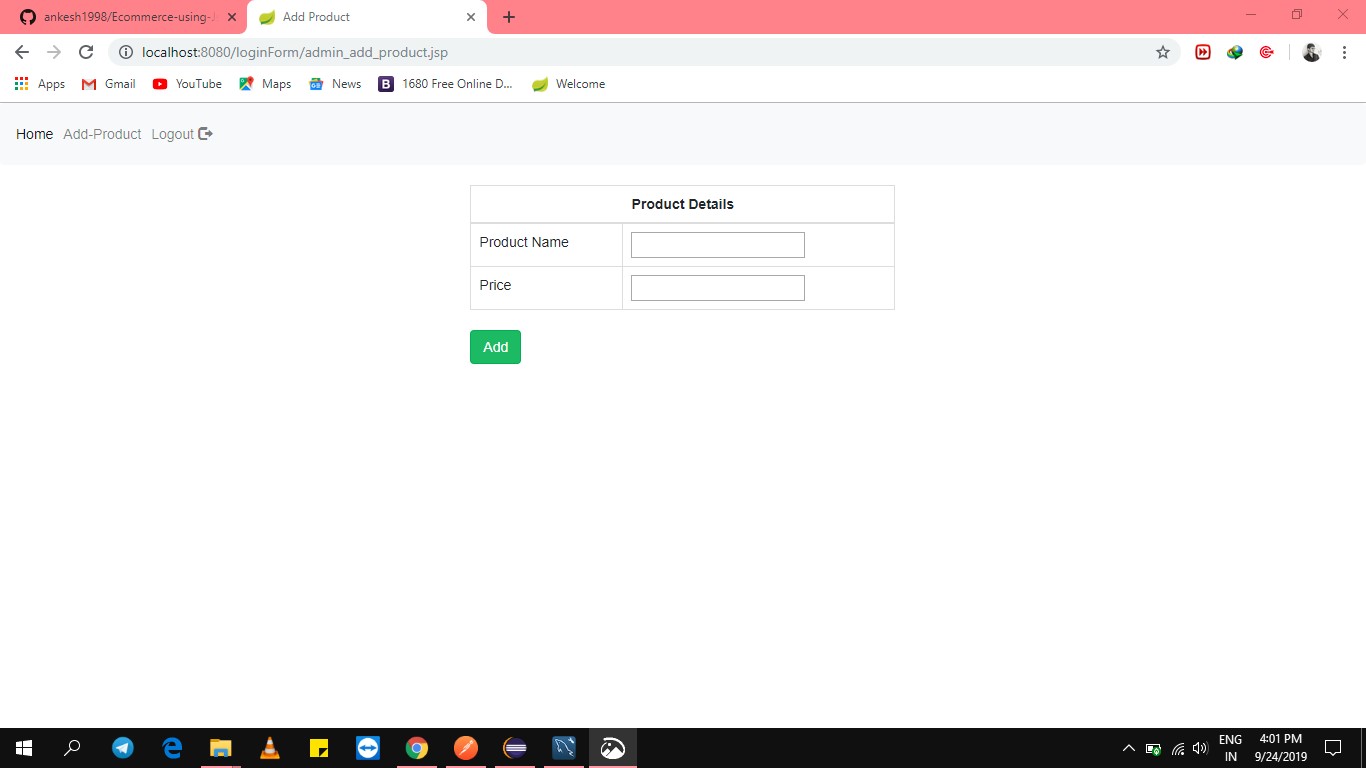 ankesh1998/Ecommerce-using-J
Add Product
localhost:8080/loginForm/admin_add_product.jsp
Apps Gmail YouTube Maps News B 1680 Free Online D... Welcome
Home Add-Product Logout
Product Details
Product Name
Price
Add
ENG 4:01 PM
IN 9/24/2019